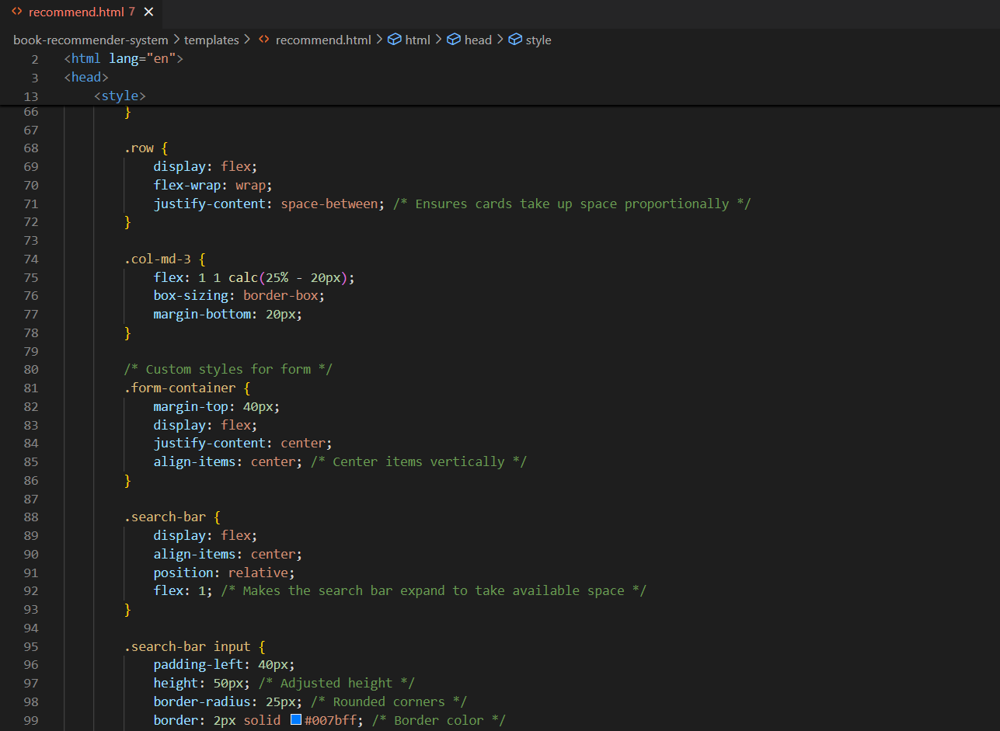 recommend.html 7
book-recommender-system > templates > recommend.html > html > head > style
2 <html lang="en">
3 <head>
13 <style>
66 }
67
68 .row {
69 display: flex;
70 flex-wrap: wrap;
71 justify-content: space-between; /* Ensures cards take up space proportionally */
72 }
73
74 .col-md-3 {
75 flex: 1 1 calc(25% - 20px);
76 box-sizing: border-box;
77 margin-bottom: 20px;
78 }
79
80 /* Custom styles for form */
81 .form-container {
82 margin-top: 40px;
83 display: flex;
84 justify-content: center;
85 align-items: center; /* Center items vertically */
86 }
87
88 .search-bar {
89 display: flex;
90 align-items: center;
91 position: relative;
92 flex: 1; /* Makes the search bar expand to take available space */
93 }
94
95 .search-bar input {
96 padding-left: 40px;
97 height: 50px; /* Adjusted height */
98 border-radius: 25px; /* Rounded corners */
99 border: 2px solid #007bff; /* Border color */